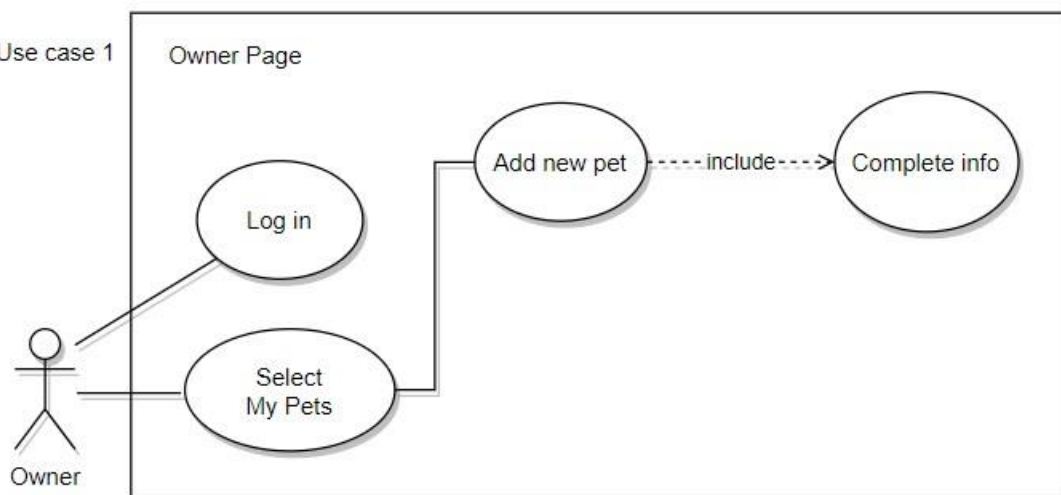 Use case 1
Owner Page
Add new pet
include
Complete info
Log in
Select
My Pets
Owner